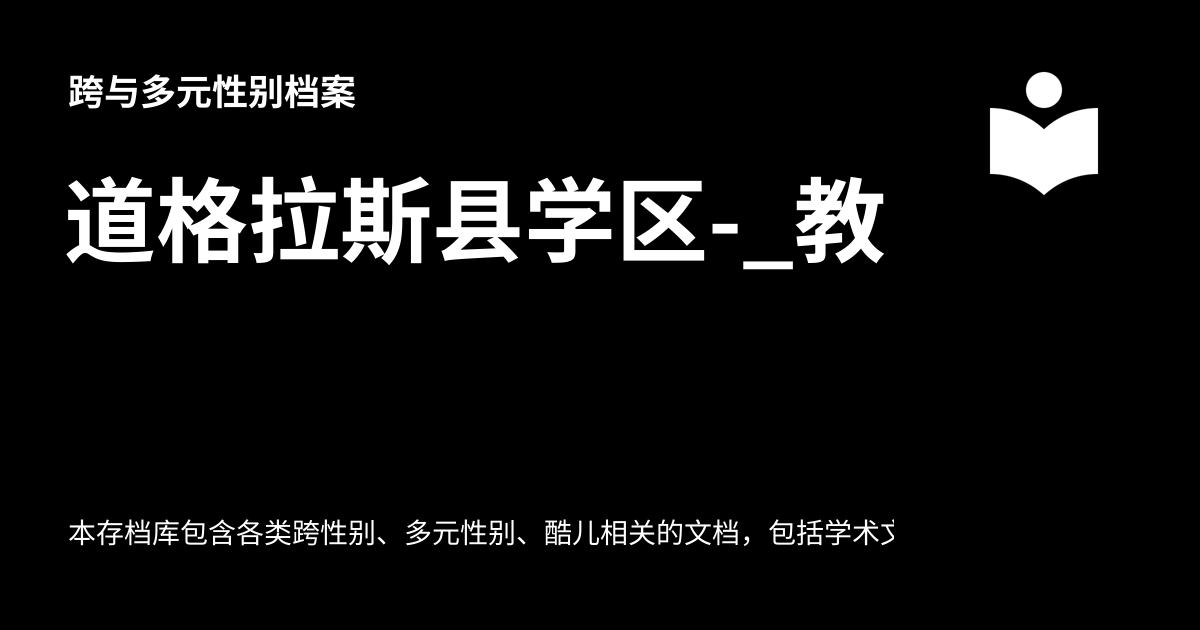 跨与多元性别档案
道格拉斯县学区-_教
本存档库包含各类跨性别、多元性别、酷儿相关的文档，包括学术文